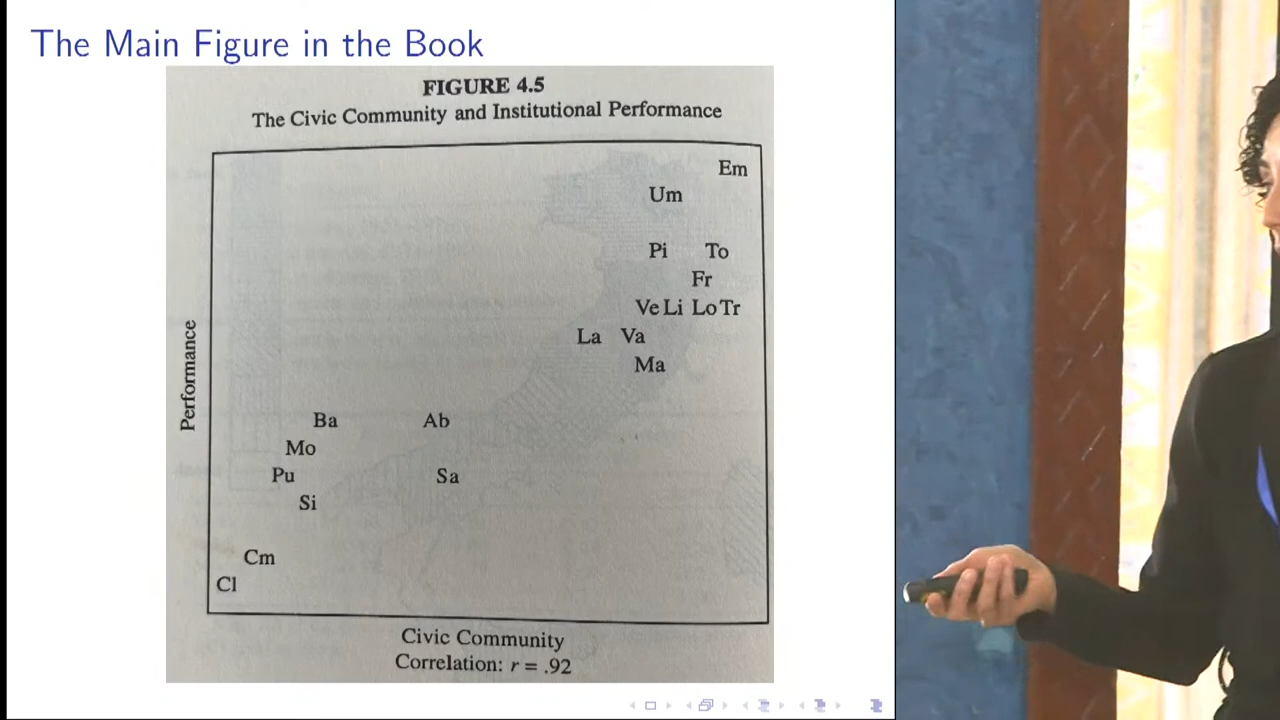 The Main Figure in the Book
FIGURE 4.5
The Civic Community and Institutional Performance
Em
Um
Pi To
Fr
Ve Li Lo Tr
La Va
Ma
Performance
Ba Ab
Mo
Pu Sa
Si
Cm
Cl
Civic Community
Correlation: r = .92